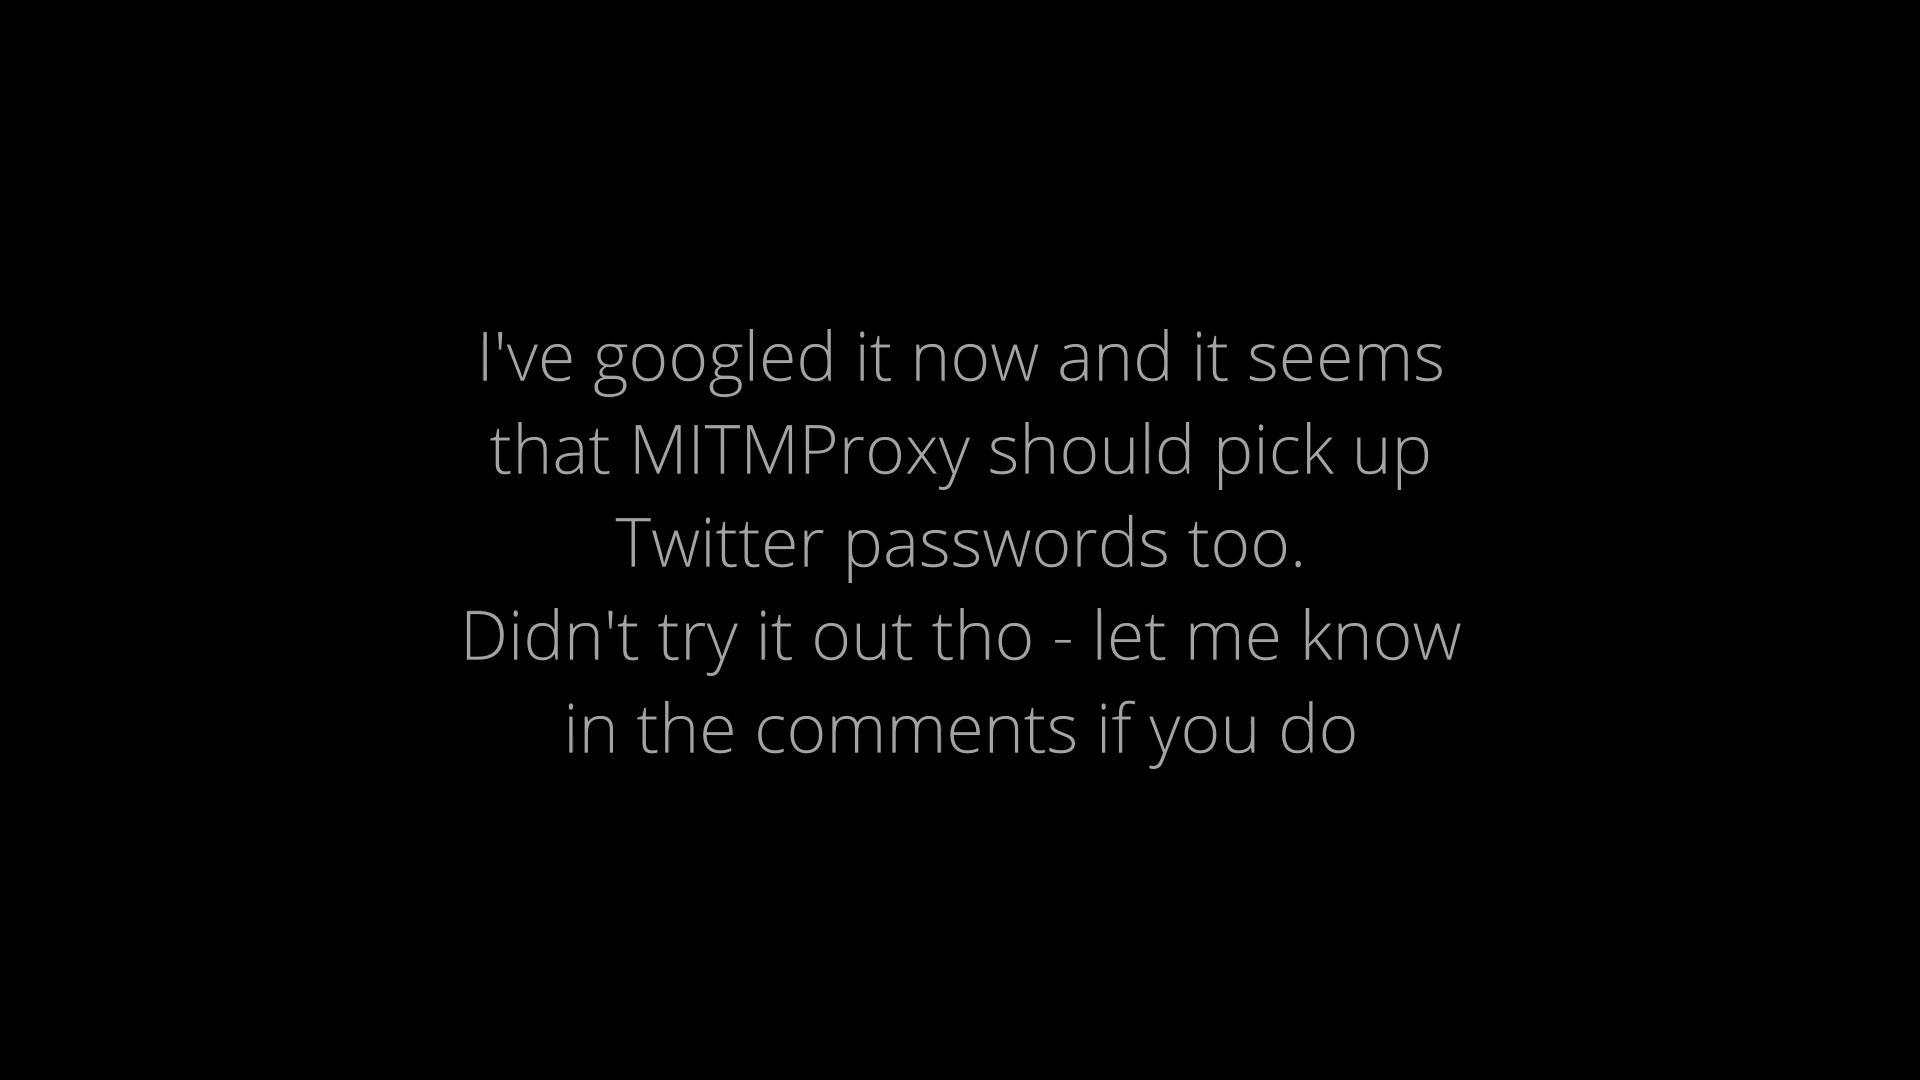 I've googled it now and it seems
that MITMProxy should pick up
Twitter passwords too.
Didn't try it out tho - let me know
in the comments if you do